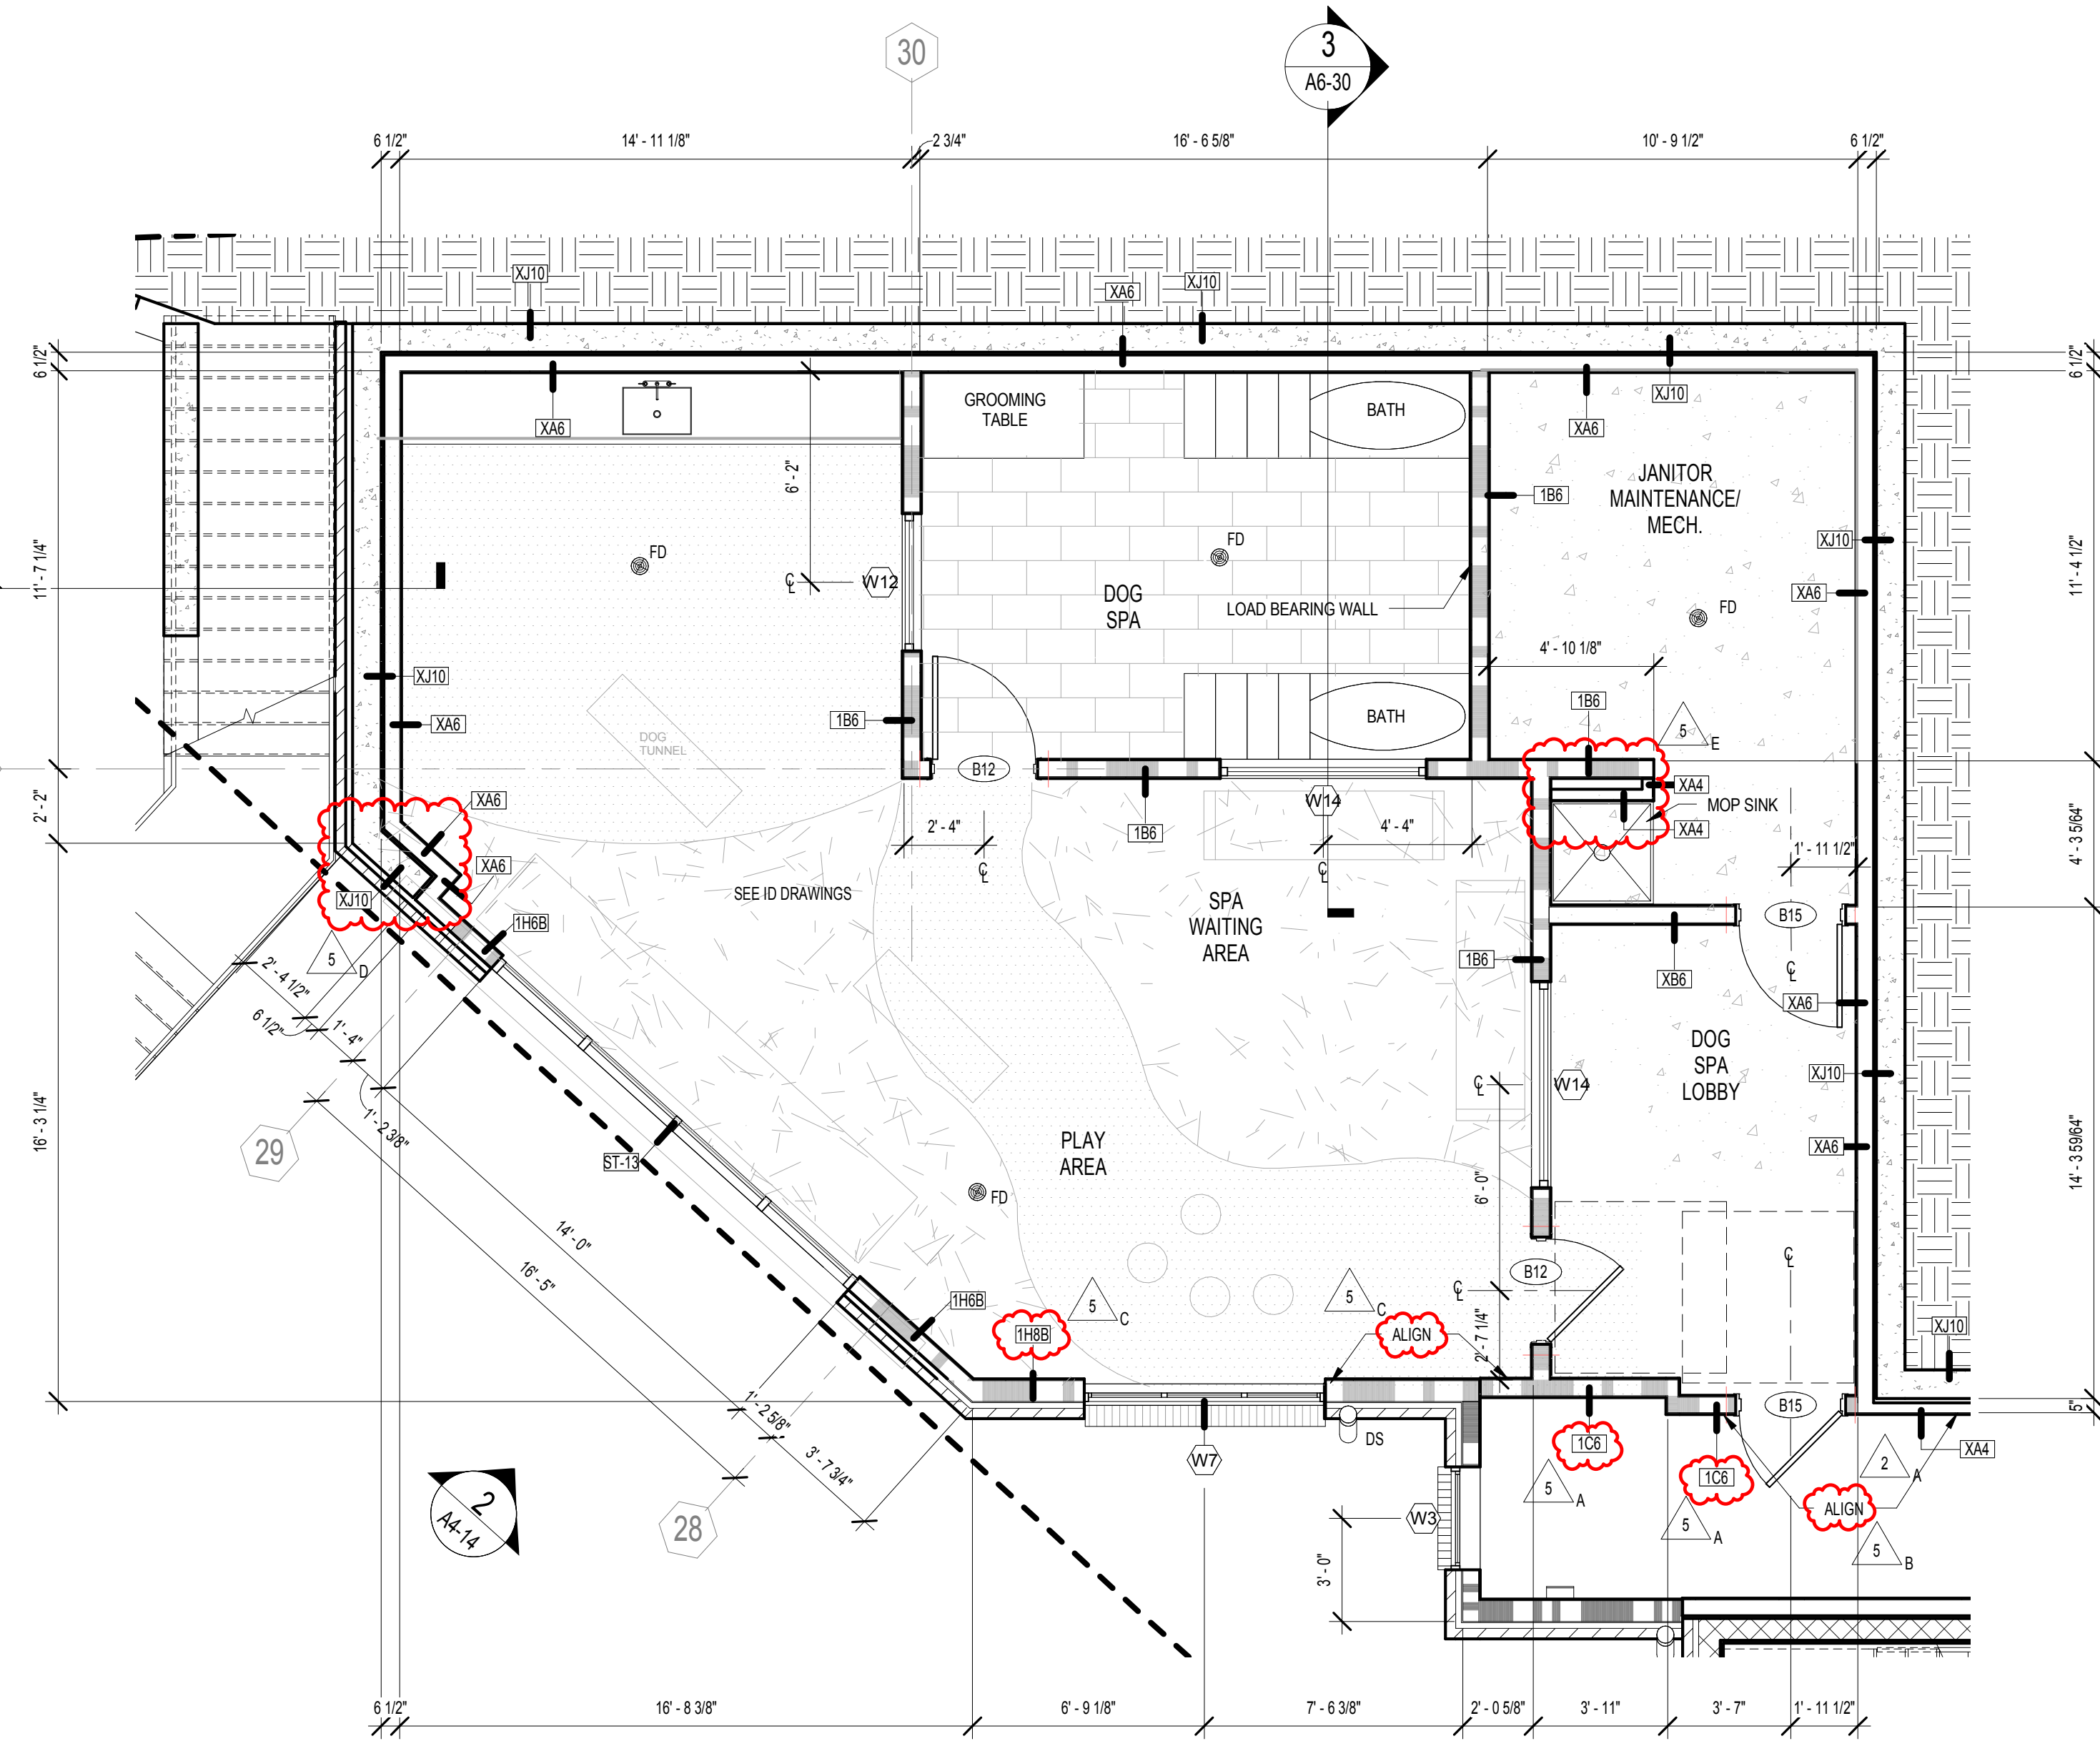 30
3
A6-30
6 1/2"
14' - 11 1/8"
2 3/4"
16' - 6 5/8"
10' - 9 1/2"
6 1/2"
XJ10
XA6
XJ10
6 1/2"
6 1/2"
XA6
GROOMING
TABLE
BATH
XJ10
XA6
6' - 2"
JANITOR
MAINTENANCE/
MECH.
1B6
11' - 7 1/4"
FD
FD
XJ10
11' - 4 1/2"
W12
DOG
SPA
LOAD BEARING WALL
XA6
FD
4' - 10 1/8"
XJ10
XA6
1B6
DOG
TUNNEL
BATH
1B6
5
E
B12
2' - 2"
XA6
1B6
W14
XA4
MOP SINK
XA4
2' - 4"
4' - 4"
1' - 11 1/2"
4' - 3 5/64"
XA6
XJ10
SEE ID DRAWINGS
SPA
WAITING
AREA
1H6B
B15
5
D
1B6
XB6
XA6
2' - 4 1/2"
6 1/2"
1' - 4"
DOG
SPA
LOBBY
W14
XJ10
16' - 3 1/4"
1' - 2 3/8"
29
ST-13
PLAY
AREA
XA6
14' - 3 59/64"
FD
6' - 0"
14' - 0"
16' - 5"
B12
1H6B
5
C
5
C
1H8B
ALIGN
2' - 7 1/4"
XJ10
1' - 2 5/8"
B15
5"
3' - 7 3/4"
DS
1C6
W7
XA4
1C6
2
A
5
A
ALIGN
2
A4-14
28
W3
5
A
5
B
3' - 0"
6 1/2"
16' - 8 3/8"
6' - 9 1/8"
7' - 6 3/8"
2' - 0 5/8"
3' - 11"
3' - 7"
1' - 11 1/2"